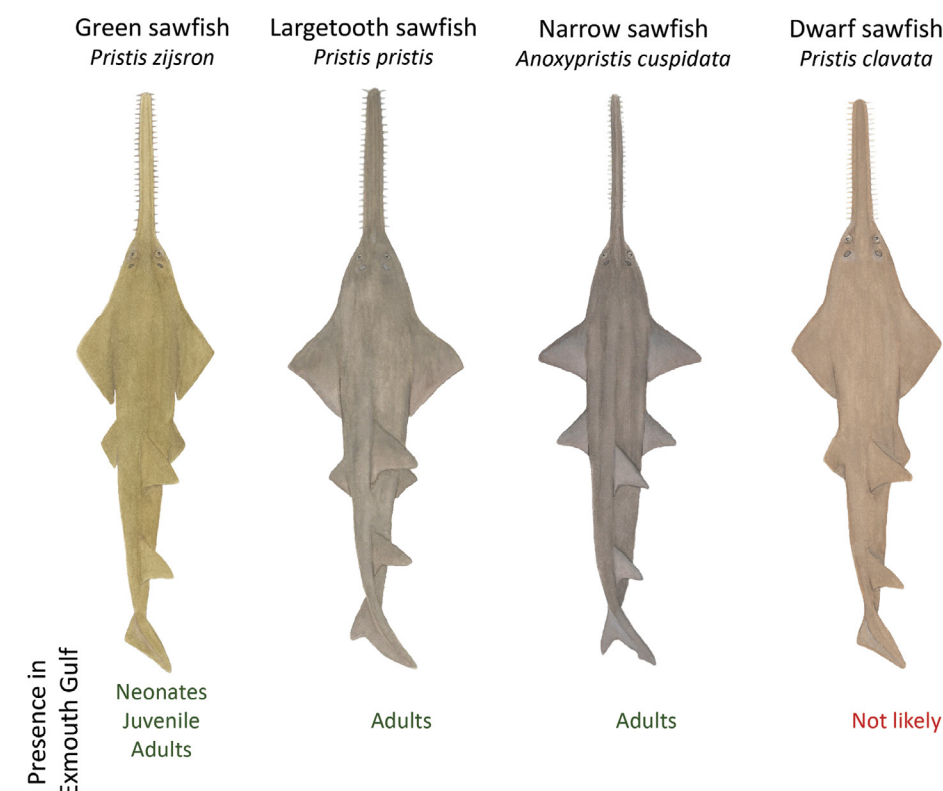 Green sawfish
Pristis zijsron
Largetooth sawfish
Pristis pristis
Narrow sawfish
Anoxypristis cuspidata
Dwarf sawfish
Pristis clavata
Presence in
Exmouth Gulf
Neonates
Juvenile
Adults
Adults
Adults
Not likely